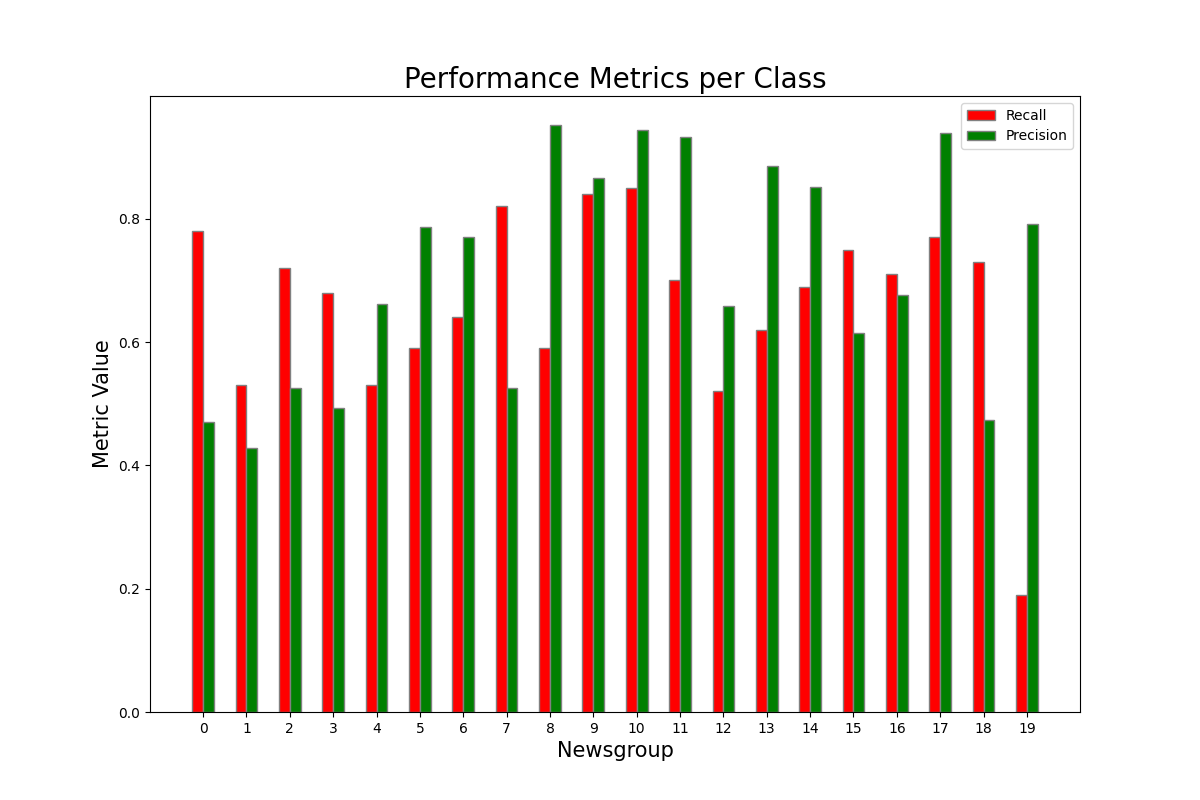 Performance Metrics per Class
Recall
Precision
Metric Value
0.8
0.6
0.4
0.2
0.0
0 1 2 3 4 5 6 7 8 9 10 11 12 13 14 15 16 17 18 19
Newsgroup